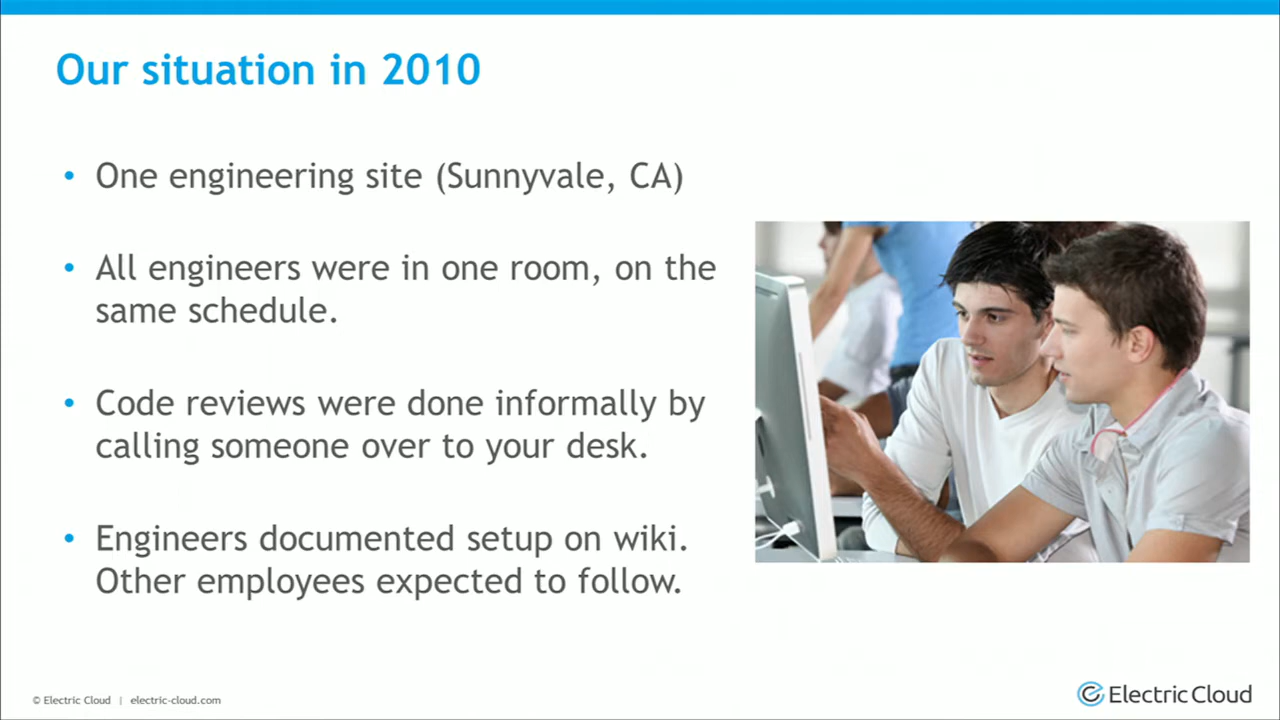 Our situation in 2010
• One engineering site (Sunnyvale, CA)
• All engineers were in one room, on the
same schedule.
• Code reviews were done informally by
calling someone over to your desk.
• Engineers documented setup on wiki.
Other employees expected to follow.
© Electric Cloud | electric-cloud.com
Electric Cloud